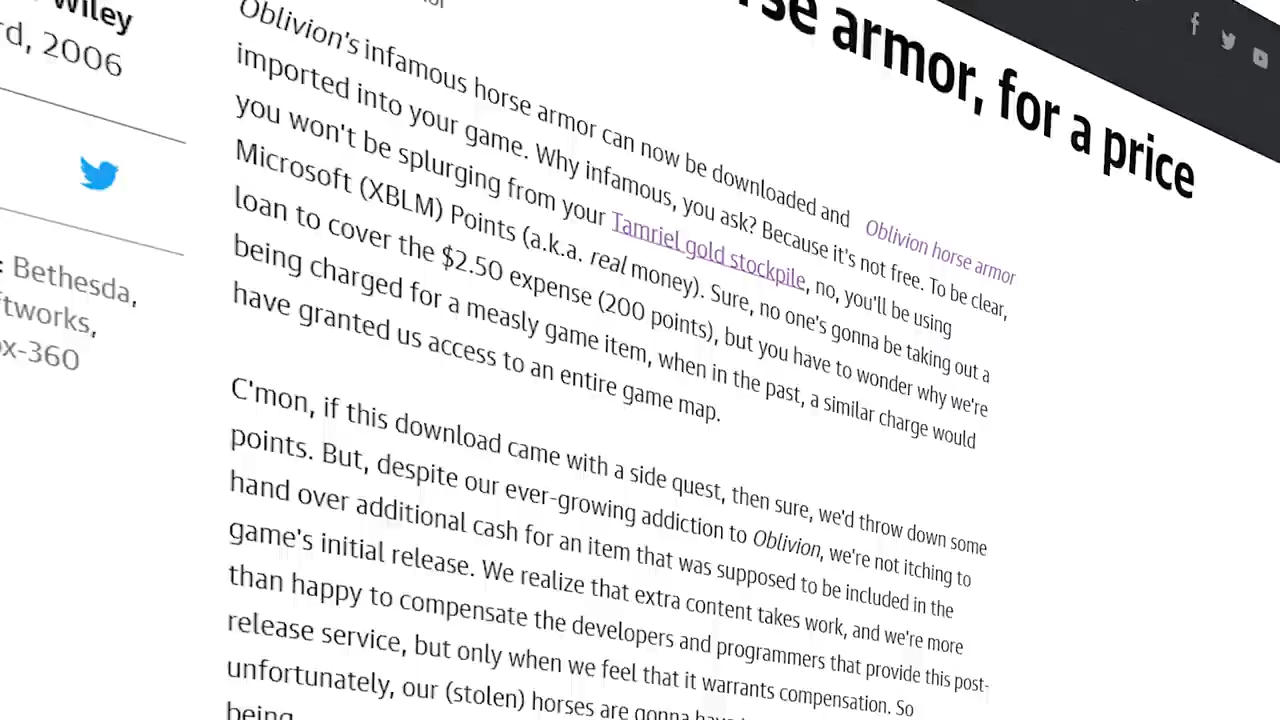 rse armor, for a price
Wiley
rd, 2006
: Bethesda,
ftworks,
ox-360
Oblivion's infamous horse armor can now be downloaded and
Oblivion horse armor
imported into your game. Why infamous, you ask? Because it's not free. To be clear,
you won't be splurging from your Tamriel gold stockpile, no, you'll be using
Microsoft (XBLM) Points (a.k.a. real money). Sure, no one's gonna be taking out a
loan to cover the $2.50 expense (200 points), but you have to wonder why we're
being charged for a measly game item, when in the past, a similar charge would
have granted us access to an entire game map.
C'mon, if this download came with a side quest, then sure, we'd throw down some
points. But, despite our ever-growing addiction to Oblivion, we're not itching to
hand over additional cash for an item that was supposed to be included in the
game's initial release. We realize that extra content takes work, and we're more
than happy to compensate the developers and programmers that provide this post-
release service, but only when we feel that it warrants compensation. So
unfortunately, our (stolen) horses are gonna have
being